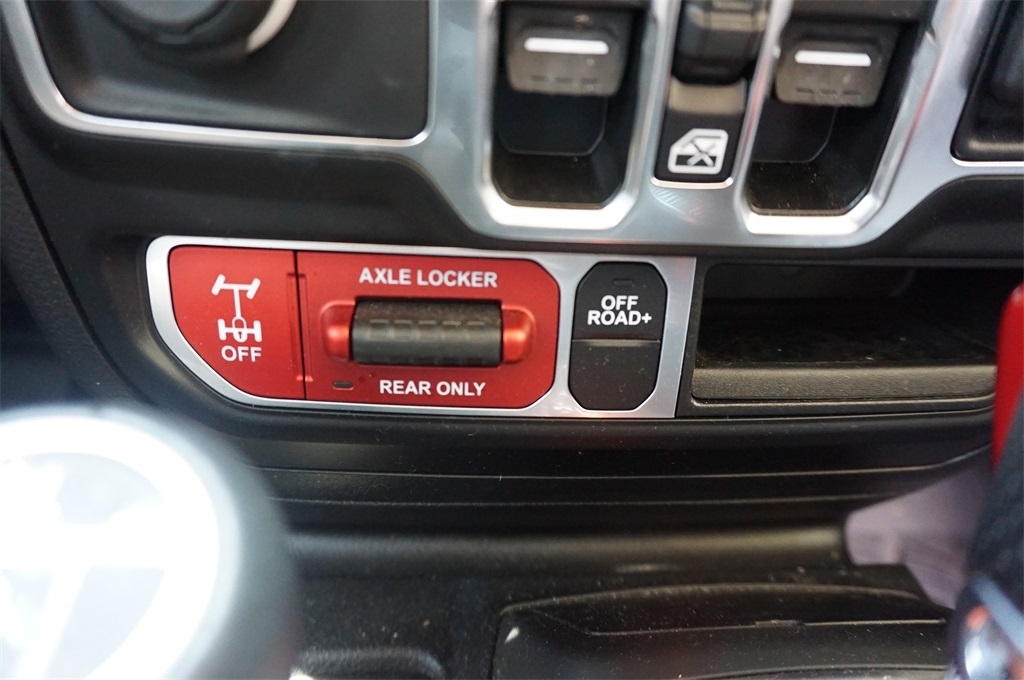 AXLE LOCKER
OFF
REAR ONLY
OFF
ROAD+